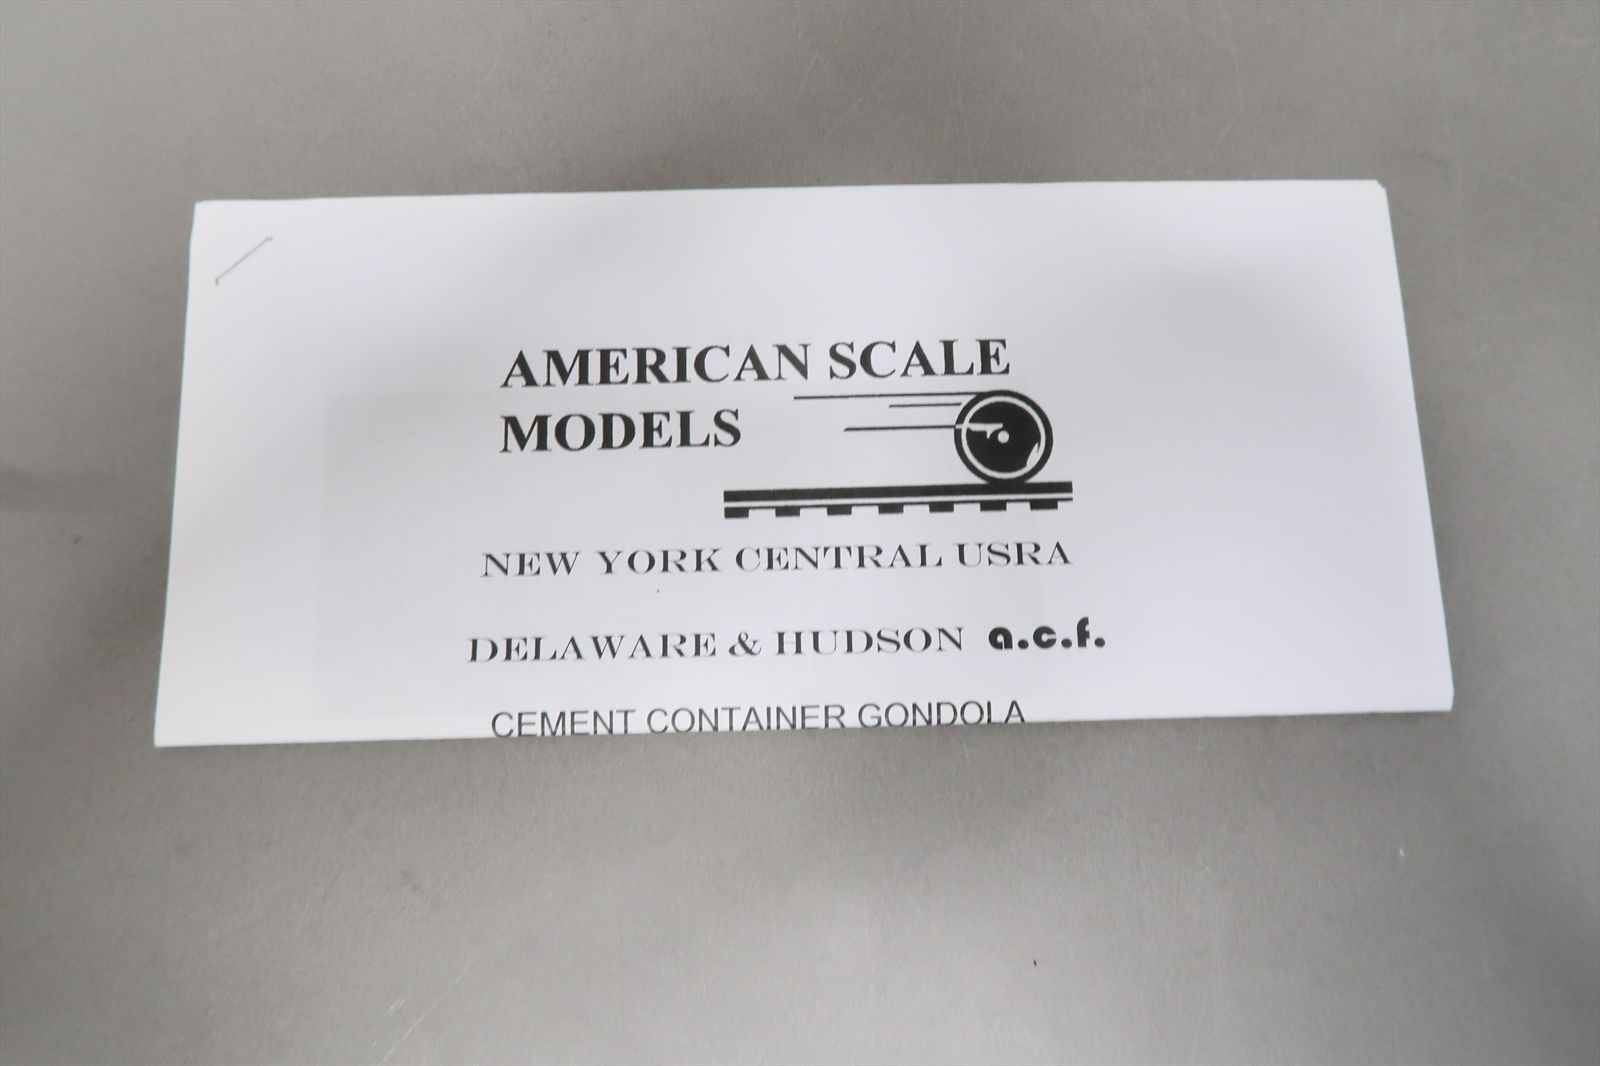 AMERICAN SCALE
MODELS
NEW YORK CENTRAL USRA
DELAWARE & HUDSON a.c.f.
CEMENT CONTAINER GONDOLA